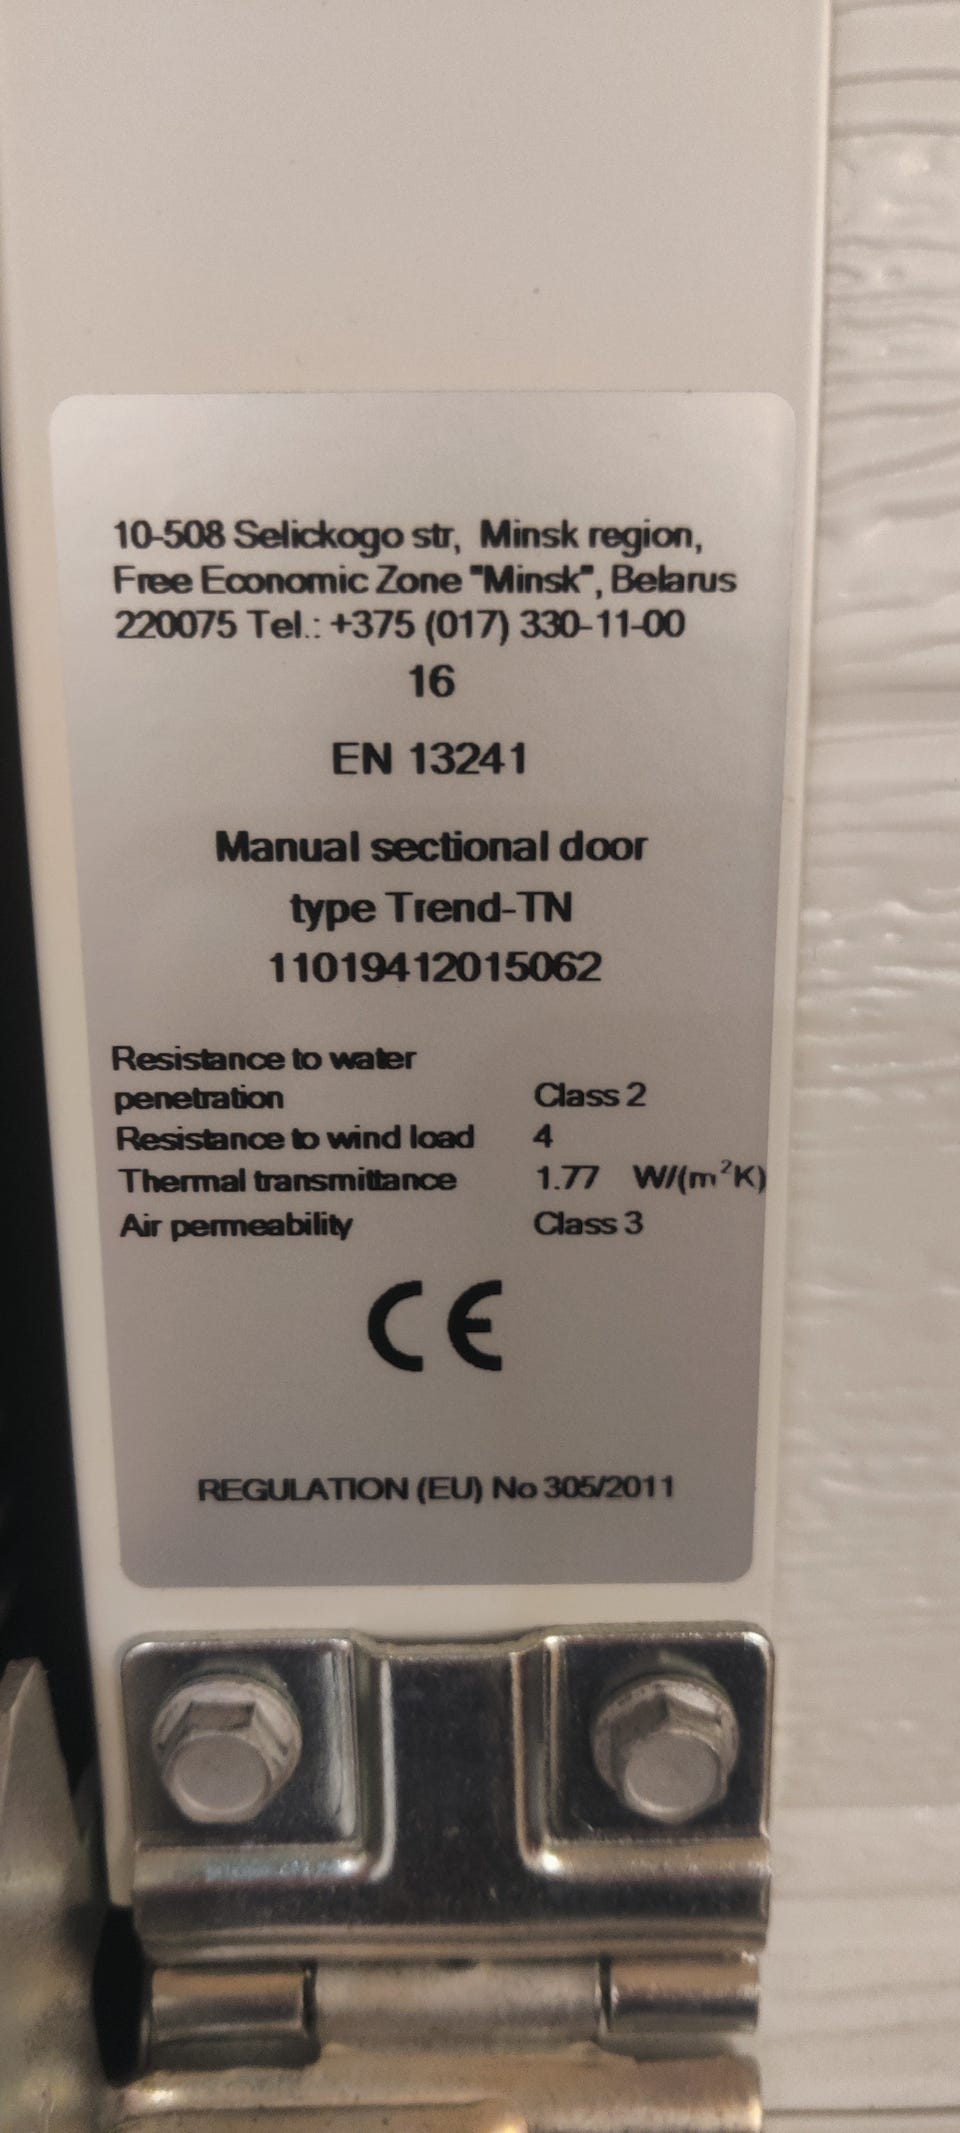 10-508 Selickogo str, Minsk region,
Free Economic Zone "Minsk", Belarus
220075 Tel.: +375 (017) 330-11-00
16
EN 13241
Manual sectional door
type Trend-TN
11019412015062
Resistance to water
penetration Class 2
Resistance to wind load 4
Thermal transmittance 1.77 W/(m²K)
Air permeability Class 3
CE
REGULATION (EU) No 305/2011